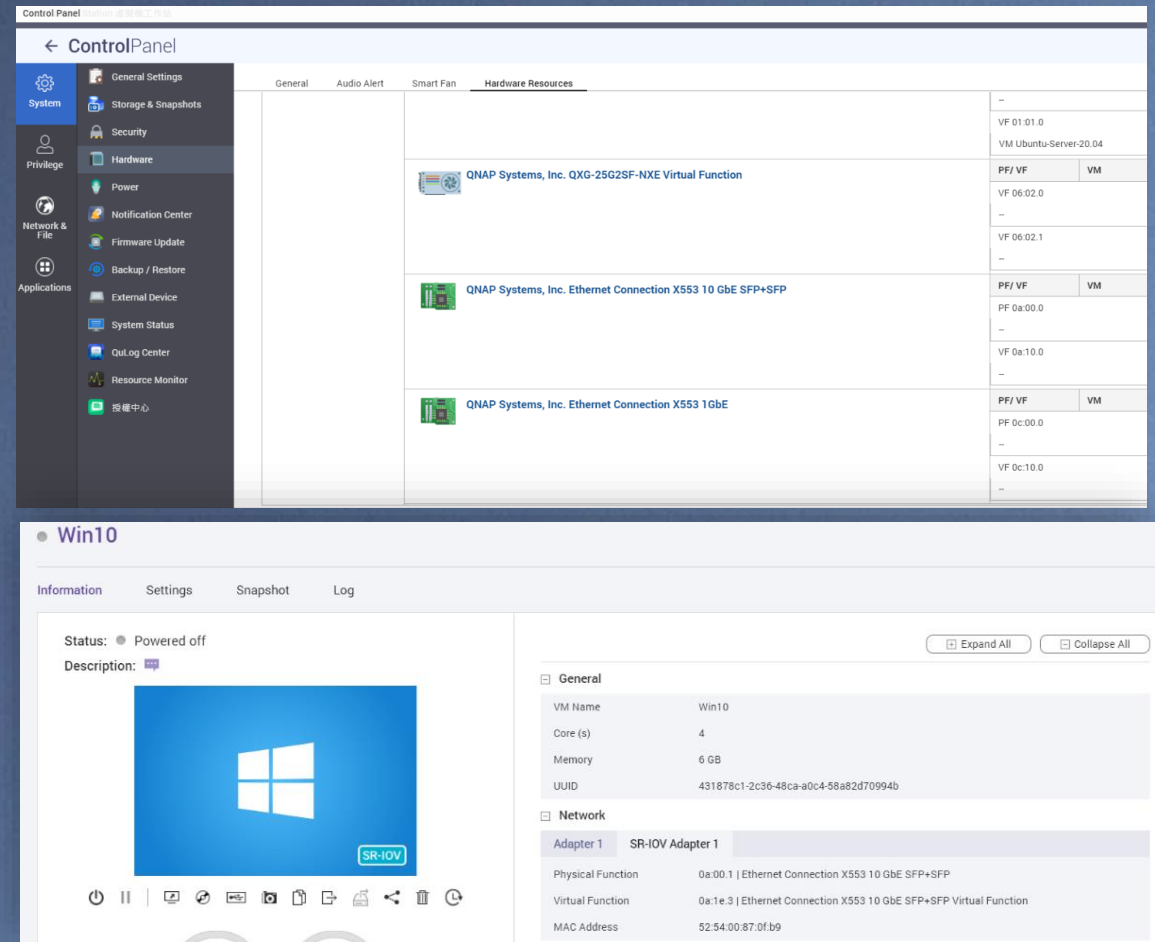 Control Panel
← ControlPanel
System
Privilege
Network &
File
Applications
General Settings
Storage & Snapshots
Security
Hardware
Power
Notification Center
Firmware Update
Backup / Restore
External Device
System Status
QuLog Center
Resource Monitor
授權中心
General Audio Alert Smart Fan Hardware Resources
--
VF 01:01.0
VM Ubuntu-Server-20.04
QNAP Systems, Inc. QXG-25G2SF-NXE Virtual Function
PF/ VF VM
VF 06:02.0
--
VF 06:02.1
--
QNAP Systems, Inc. Ethernet Connection X553 10 GbE SFP+SFP
PF/ VF VM
PF 0a:00.0
--
VF 0a:10.0
--
QNAP Systems, Inc. Ethernet Connection X553 1GbE
PF/ VF VM
PF 0c:00.0
--
VF 0c:10.0
--
Win10
Information Settings Snapshot Log
Status: Powered off
Description:
SR-IOV
Expand All Collapse All
General
VM Name Win10
Core (s) 4
Memory 6 GB
UUID 431878c1-2c36-48ca-a0c4-58a82d70994b
Network
Adapter 1 SR-IOV Adapter 1
Physical Function 0a:00.1 | Ethernet Connection X553 10 GbE SFP+SFP
Virtual Function 0a:1e.3 | Ethernet Connection X553 10 GbE SFP+SFP Virtual Function
MAC Address 52:54:00:87:0f:b9